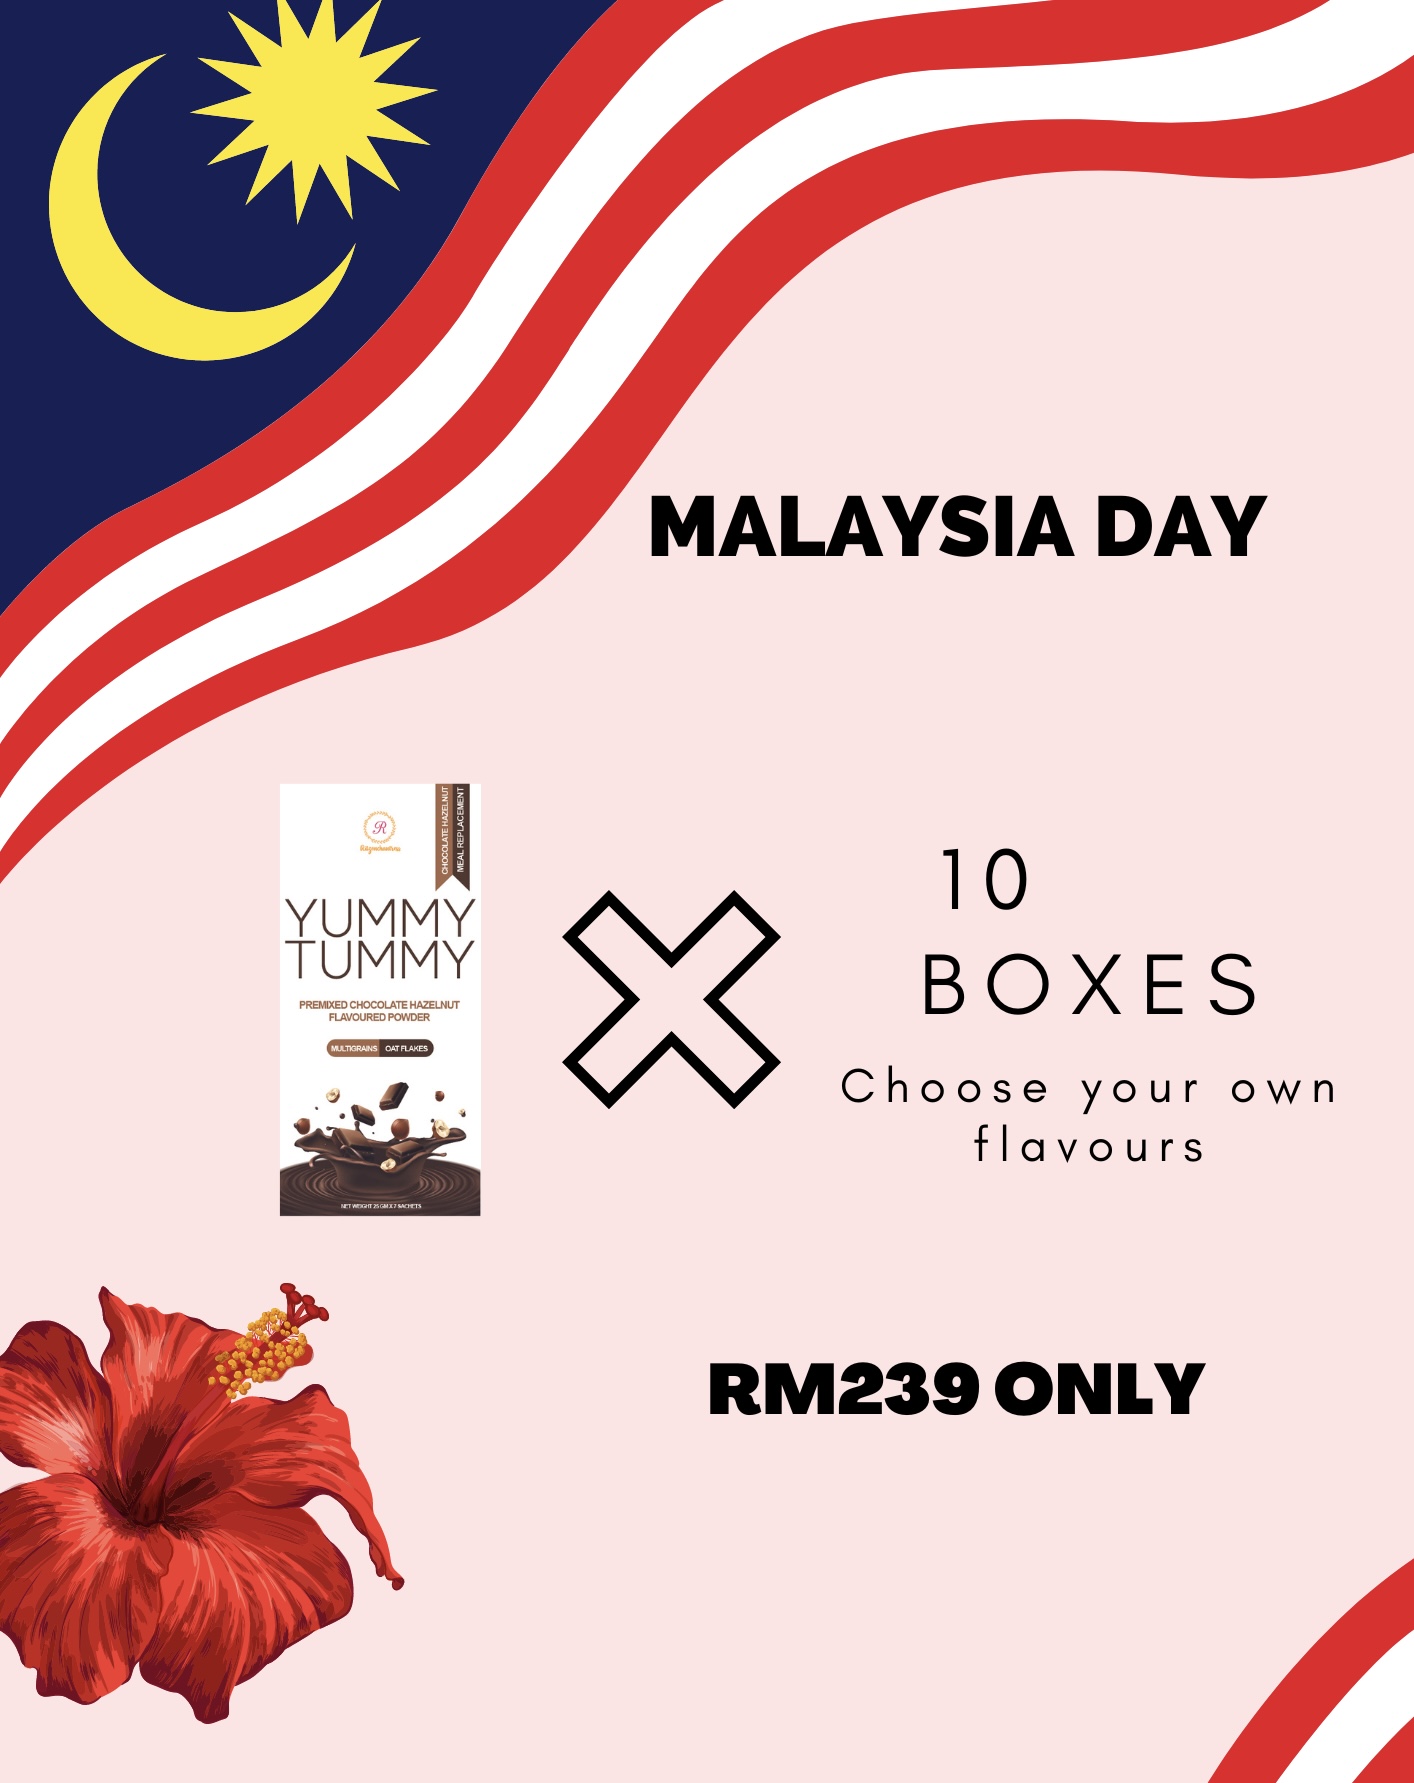 MALAYSIA DAY
CHOCOLATE HAZELNUT
MEAL REPLACEMENT
R
YUMMY
TUMMY
PREMIXED CHOCOLATE HAZELNUT
FLAVOURED POWDER
MULTIGRAINS OAT FLAKES
NET WEIGHT 25 GM X 7 SACHETS
10
BOXES
Choose your own
flavours
RM239 ONLY